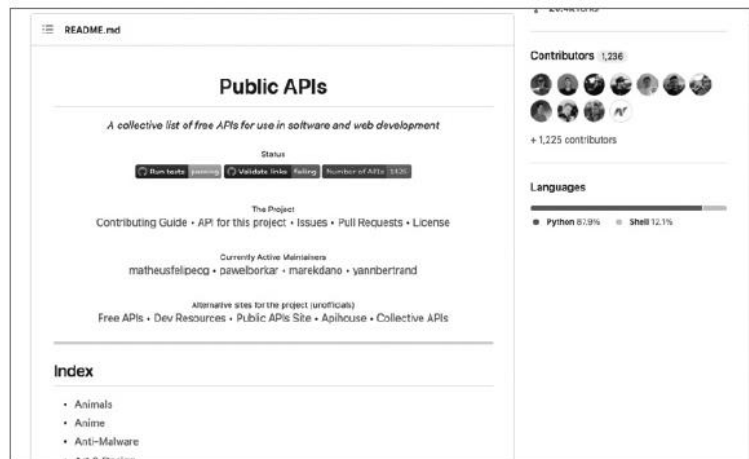 README.md
Public APIs
A collective list of free APIs for use in software and web development
Status
Run tests passing Validate links failing Number of APIs
The Project
Contributing Guide • API for this project • Issues • Pull Requests • License
Currently Active Maintainers
matheusfelipeog • pawelborkar • marekdano • yannbertrand
Alternative sites for the project (unofficials)
Free APIs • Dev Resources • Public APIs Site • Apihouse • Collective APIs
Index
• Animals
• Anime
• Anti-Malware
Contributors 1,236
+ 1,225 contributors
Languages
Python 87.9% Shell 12.1%